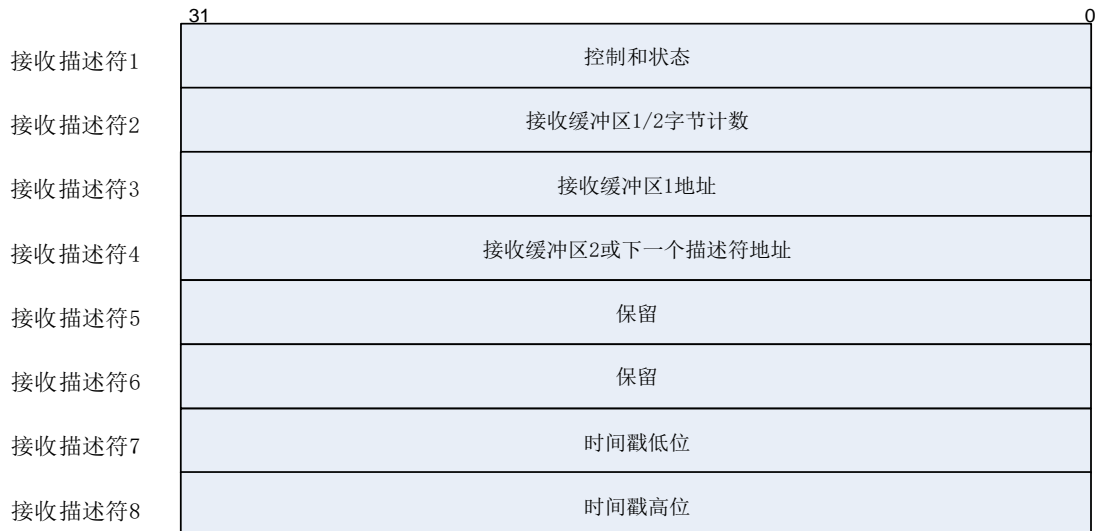 31 0
接收描述符1 控制和状态
接收描述符2 接收缓冲区1/2字节计数
接收描述符3 接收缓冲区1地址
接收描述符4 接收缓冲区2或下一个描述符地址
接收描述符5 保留
接收描述符6 保留
接收描述符7 时间戳低位
接收描述符8 时间戳高位